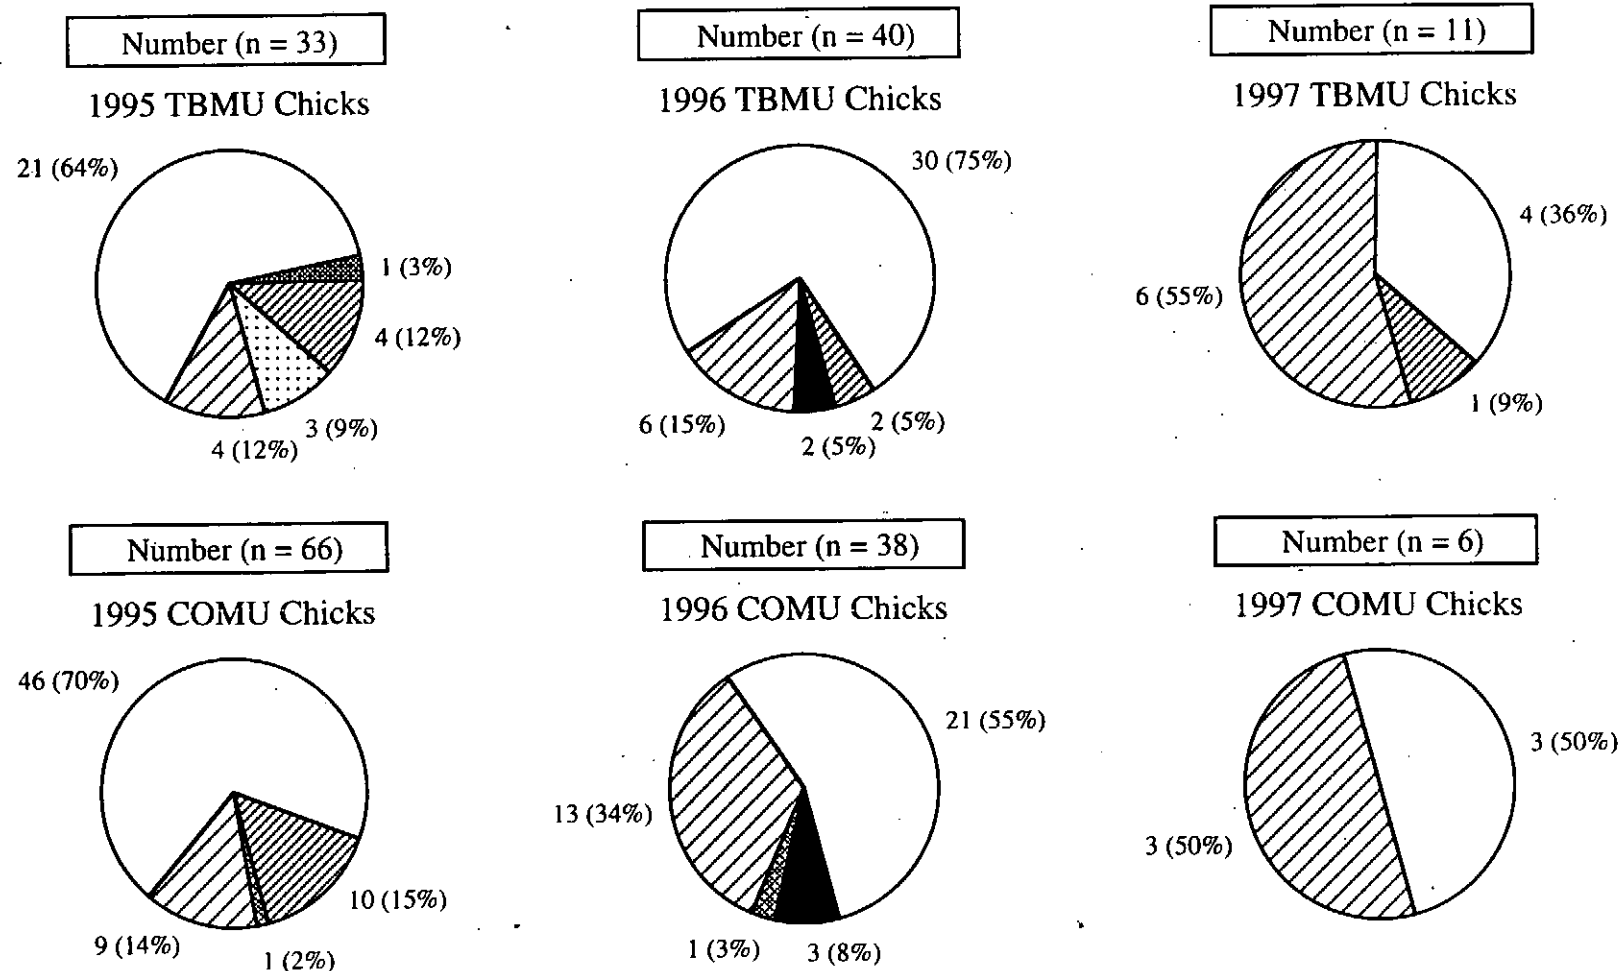 Number (n = 33)
1995 TBMU Chicks
21 (64%)
1 (3%)
4 (12%)
3 (9%)
4 (12%)
Number (n = 40)
1996 TBMU Chicks
30 (75%)
6 (15%)
2 (5%)
2 (5%)
Number (n = 11)
1997 TBMU Chicks
4 (36%)
6 (55%)
1 (9%)
Number (n = 66)
1995 COMU Chicks
46 (70%)
10 (15%)
9 (14%)
1 (2%)
Number (n = 38)
1996 COMU Chicks
21 (55%)
13 (34%)
1 (3%)
3 (8%)
Number (n = 6)
1997 COMU Chicks
3 (50%)
3 (50%)